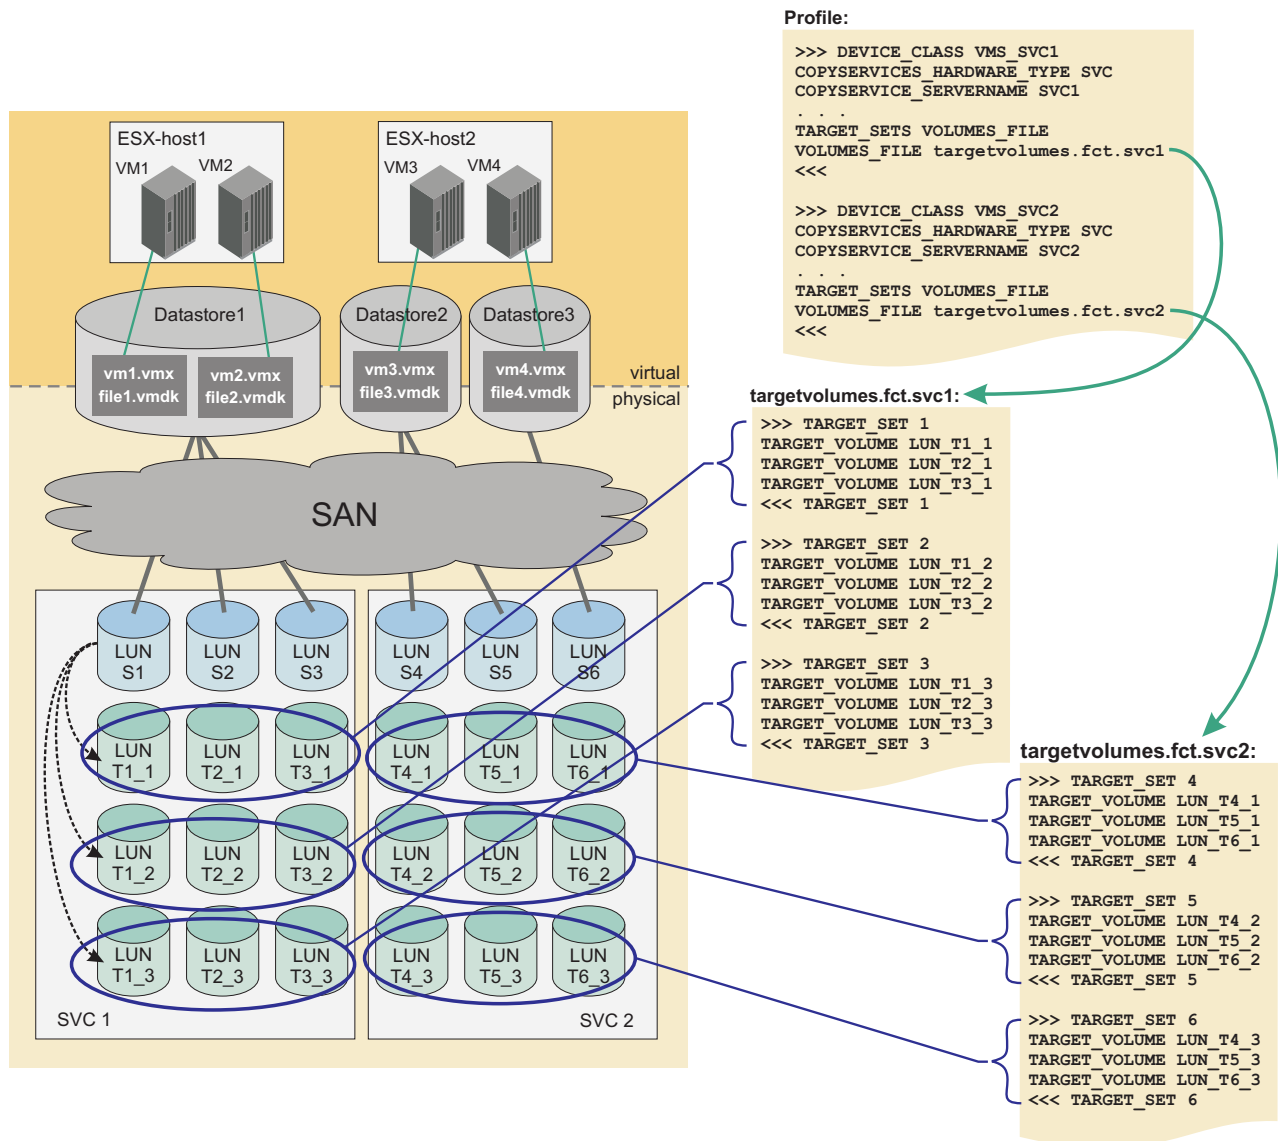 Profile:
>>> DEVICE_CLASS VMS_SVC1
COPYSERVICES_HARDWARE_TYPE SVC
COPYSERVICE_SERVERNAME SVC1
. . .
TARGET_SETS VOLUMES_FILE
VOLUMES_FILE targetvolumes.fct.svc1
<<<
>>> DEVICE_CLASS VMS_SVC2
COPYSERVICES_HARDWARE_TYPE SVC
COPYSERVICE_SERVERNAME SVC2
. . .
TARGET_SETS VOLUMES_FILE
VOLUMES_FILE targetvolumes.fct.svc2
<<<
ESX-host1
VM1
VM2
ESX-host2
VM3
VM4
Datastore1
Datastore2
Datastore3
vm1.vmx
file1.vmdk
vm2.vmx
file2.vmdk
vm3.vmx
file3.vmdk
vm4.vmx
file4.vmdk
virtual
physical
SAN
LUN
S1
LUN
S2
LUN
S3
LUN
S4
LUN
S5
LUN
S6
LUN
T1_1
LUN
T2_1
LUN
T3_1
LUN
T4_1
LUN
T5_1
LUN
T6_1
LUN
T1_2
LUN
T2_2
LUN
T3_2
LUN
T4_2
LUN
T5_2
LUN
T6_2
LUN
T1_3
LUN
T2_3
LUN
T3_3
LUN
T4_3
LUN
T5_3
LUN
T6_3
SVC 1
SVC 2
targetvolumes.fct.svc1:
>>> TARGET_SET 1
TARGET_VOLUME LUN_T1_1
TARGET_VOLUME LUN_T2_1
TARGET_VOLUME LUN_T3_1
<<< TARGET_SET 1
>>> TARGET_SET 2
TARGET_VOLUME LUN_T1_2
TARGET_VOLUME LUN_T2_2
TARGET_VOLUME LUN_T3_2
<<< TARGET_SET 2
>>> TARGET_SET 3
TARGET_VOLUME LUN_T1_3
TARGET_VOLUME LUN_T2_3
TARGET_VOLUME LUN_T3_3
<<< TARGET_SET 3
targetvolumes.fct.svc2:
>>> TARGET_SET 4
TARGET_VOLUME LUN_T4_1
TARGET_VOLUME LUN_T5_1
TARGET_VOLUME LUN_T6_1
<<< TARGET_SET 4
>>> TARGET_SET 5
TARGET_VOLUME LUN_T4_2
TARGET_VOLUME LUN_T5_2
TARGET_VOLUME LUN_T6_2
<<< TARGET_SET 5
>>> TARGET_SET 6
TARGET_VOLUME LUN_T4_3
TARGET_VOLUME LUN_T5_3
TARGET_VOLUME LUN_T6_3
<<< TARGET_SET 6